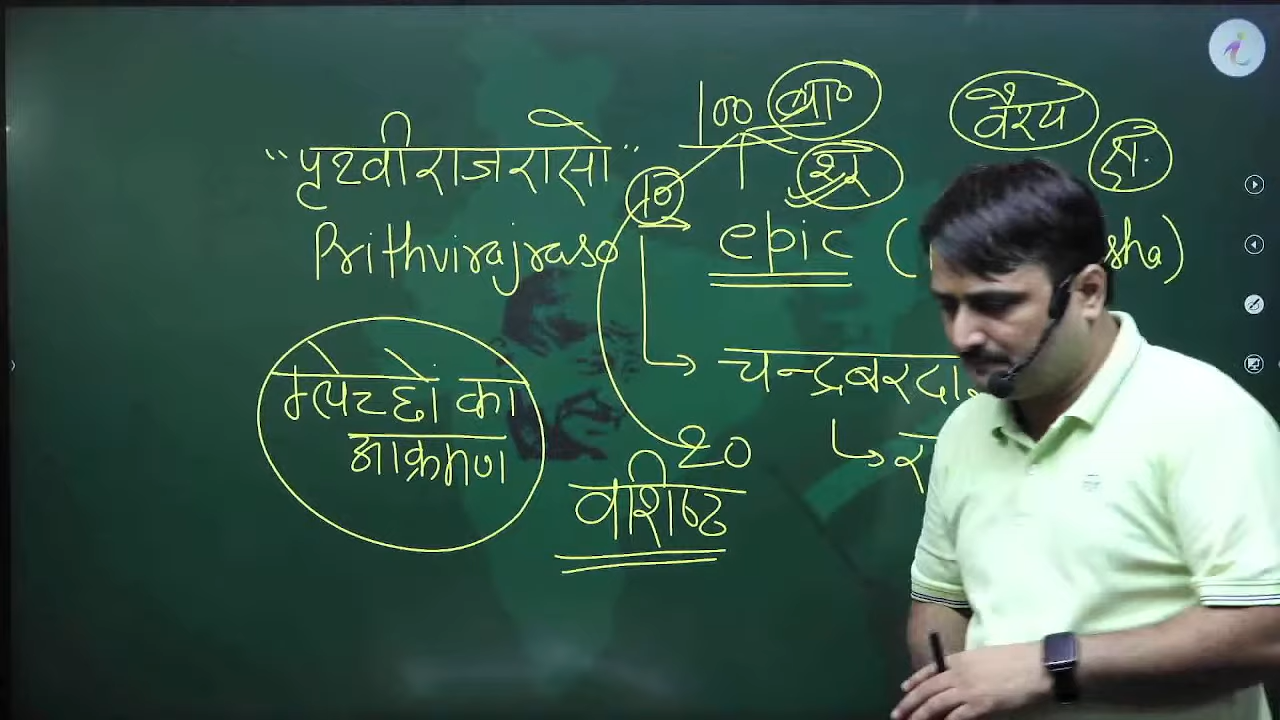 100 ब्रा०
वैश्य
क्ष.
"पृथ्वीराजरासो"
10
शूद्र
Prithvirajraso
epic ( sha)
चन्द्रबरदा
म्लेच्छों का
आक्रमण
20
वशिष्ठ